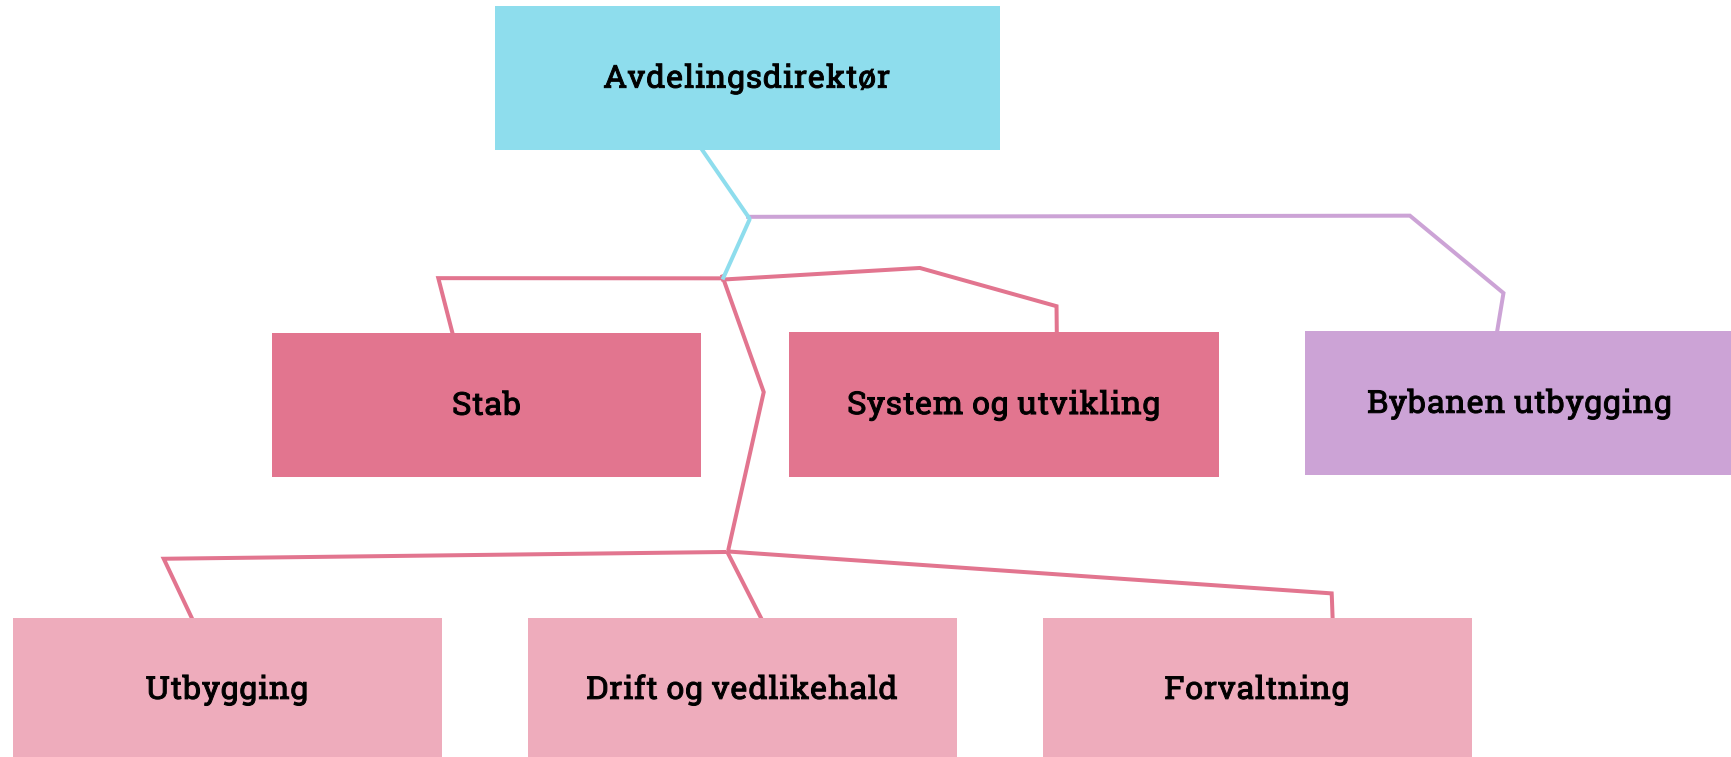 Avdelingsdirektør
Stab
System og utvikling
Bybanen utbygging
Utbygging
Drift og vedlikehald
Forvaltning